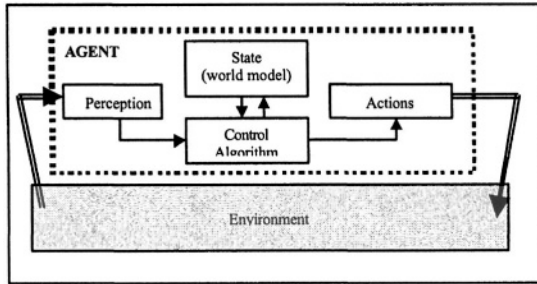 AGENT
State
(world model)
Perception
Actions
Control
Algorithm
Environment